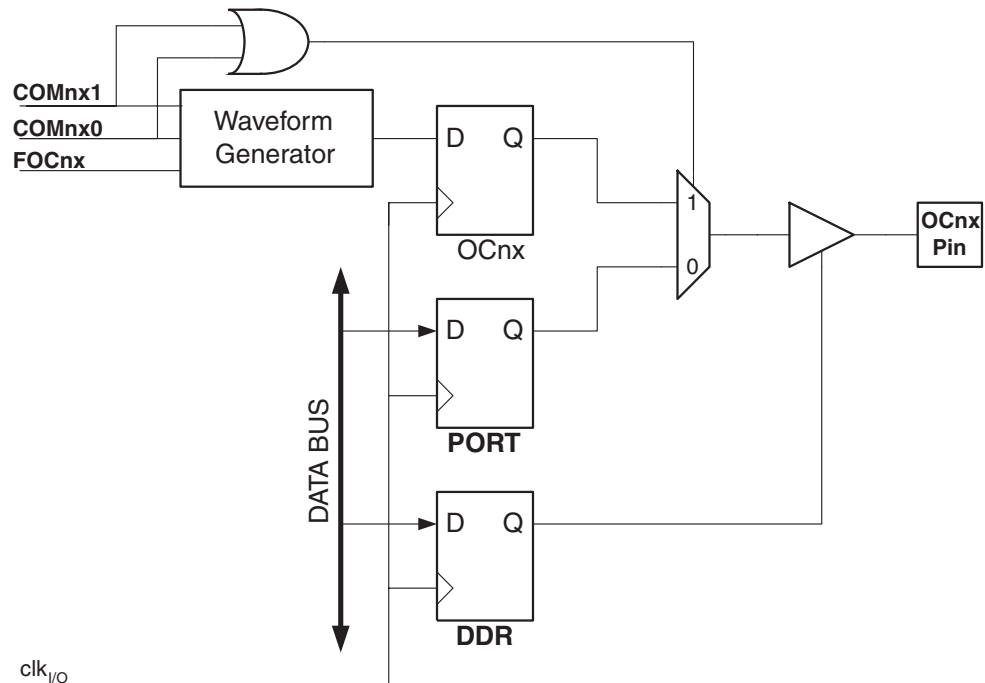 COMnx1
COMnx0
FOCnx
Waveform
Generator
D Q
OCnx
1
0
OCnx
Pin
D Q
PORT
DATA BUS
D Q
DDR
clkI/O